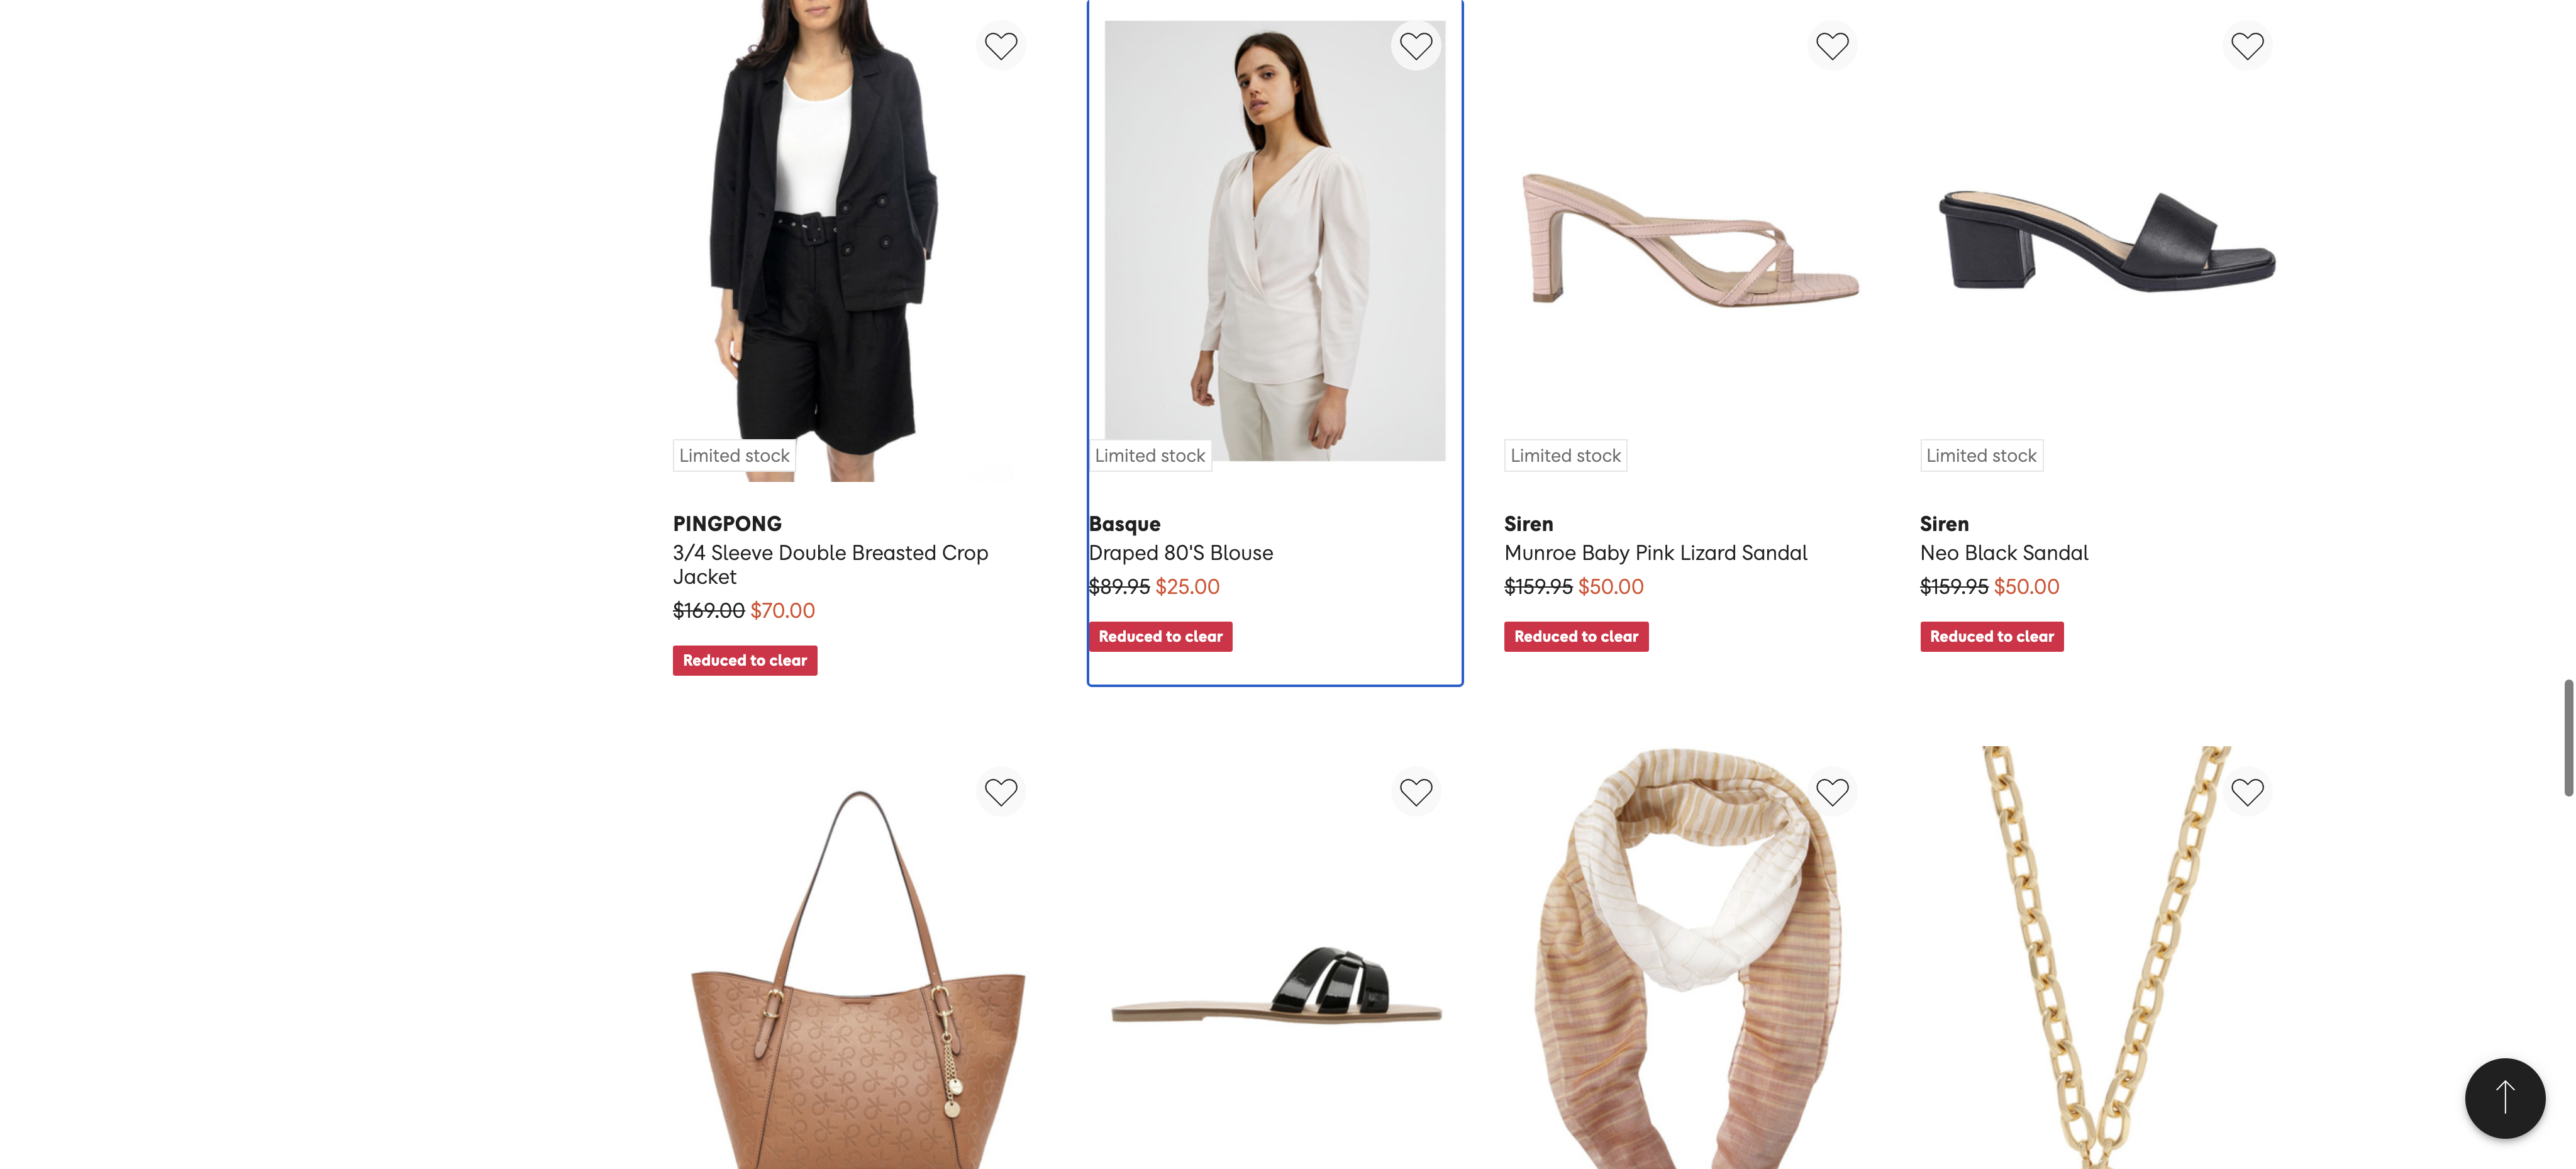 Limited stock
Limited stock
Limited stock
Limited stock
PINGPONG
3/4 Sleeve Double Breasted Crop
Jacket
$169.00 $70.00
Reduced to clear
Basque
Draped 80'S Blouse
$89.95 $25.00
Reduced to clear
Siren
Munroe Baby Pink Lizard Sandal
$159.95 $50.00
Reduced to clear
Siren
Neo Black Sandal
$159.95 $50.00
Reduced to clear